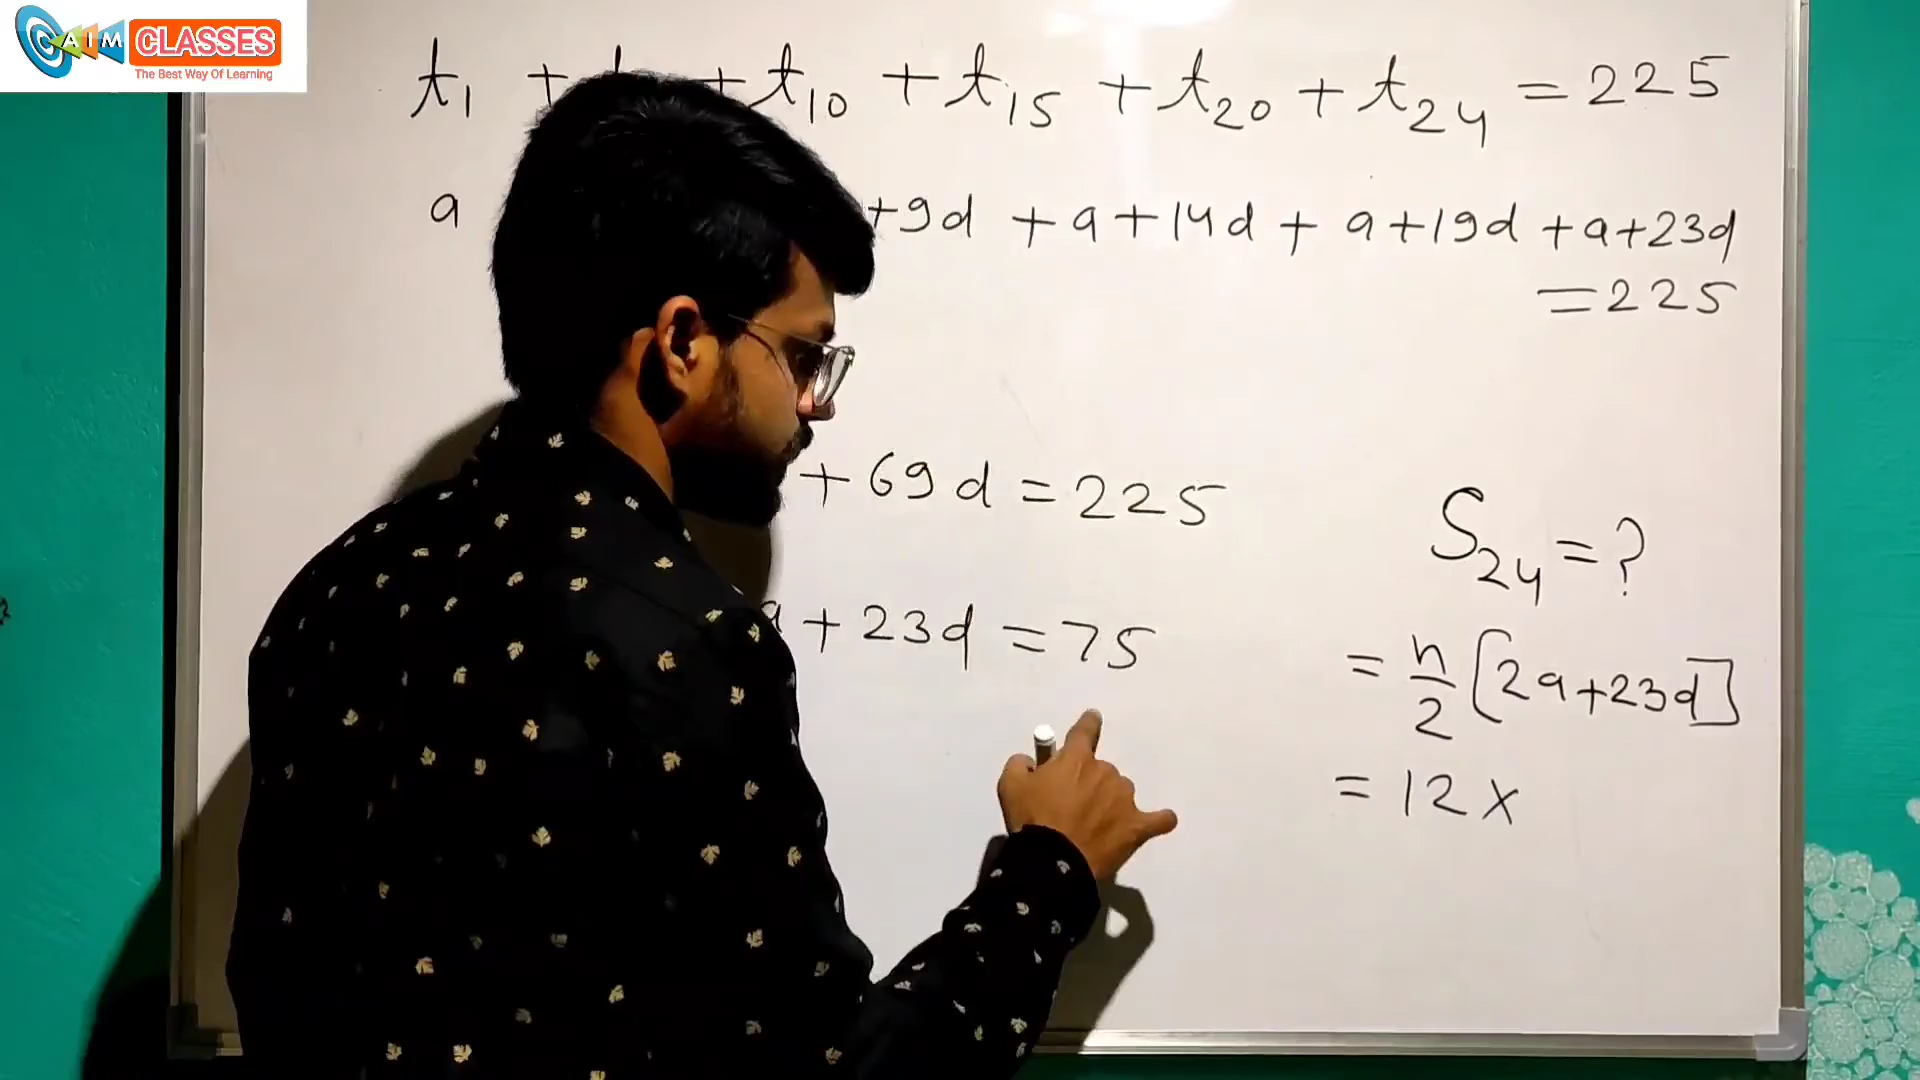 CAIM CLASSES
The Best Way Of Learning
t₁ + + t₁₀ + t₁₅ + t₂₀ + t₂₄ = 225
a +9d + a+14d + a+19d + a+23d
= 225
+ 69d = 225
S₂₄ = ?
a + 23d = 75
= n/2 [2a+23d]
= 12 ×